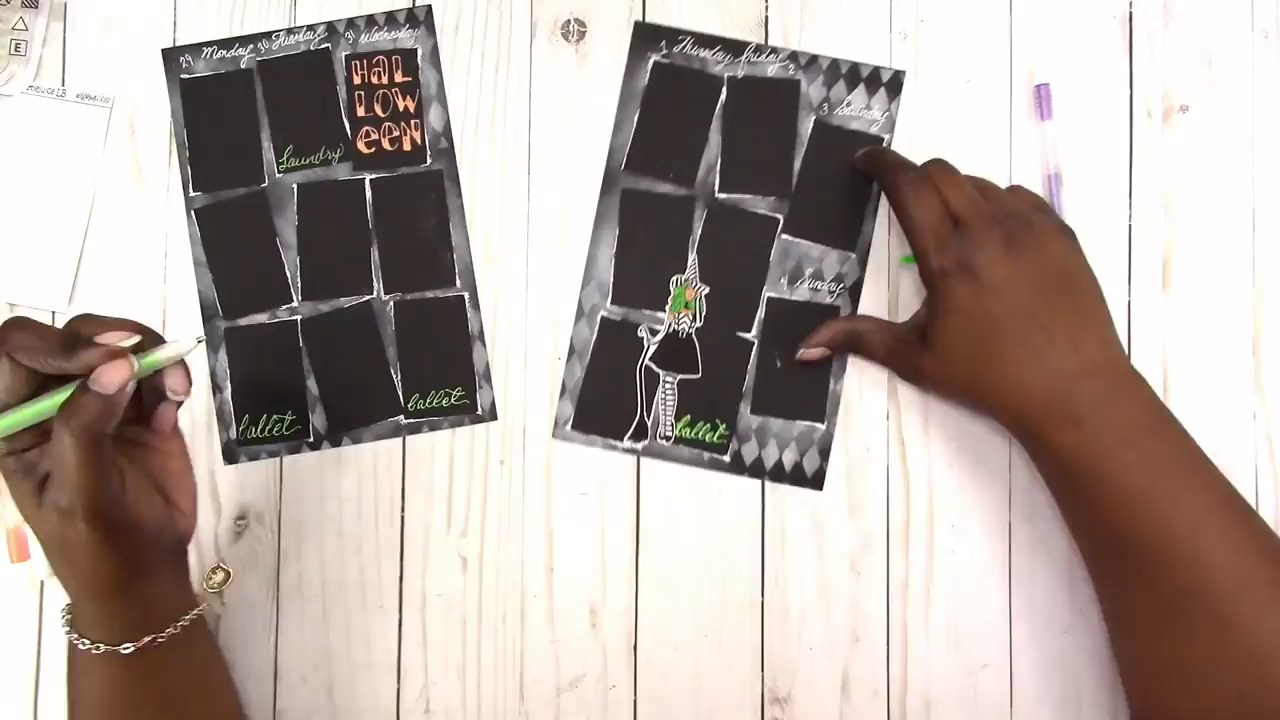 29 Monday 30 Tuesday 31 Wednesday
HAL
LOW
eeN
Laundry
ballet
ballet
1 Thursday Friday 2
3 Saturday
4 Sunday
ballet
E